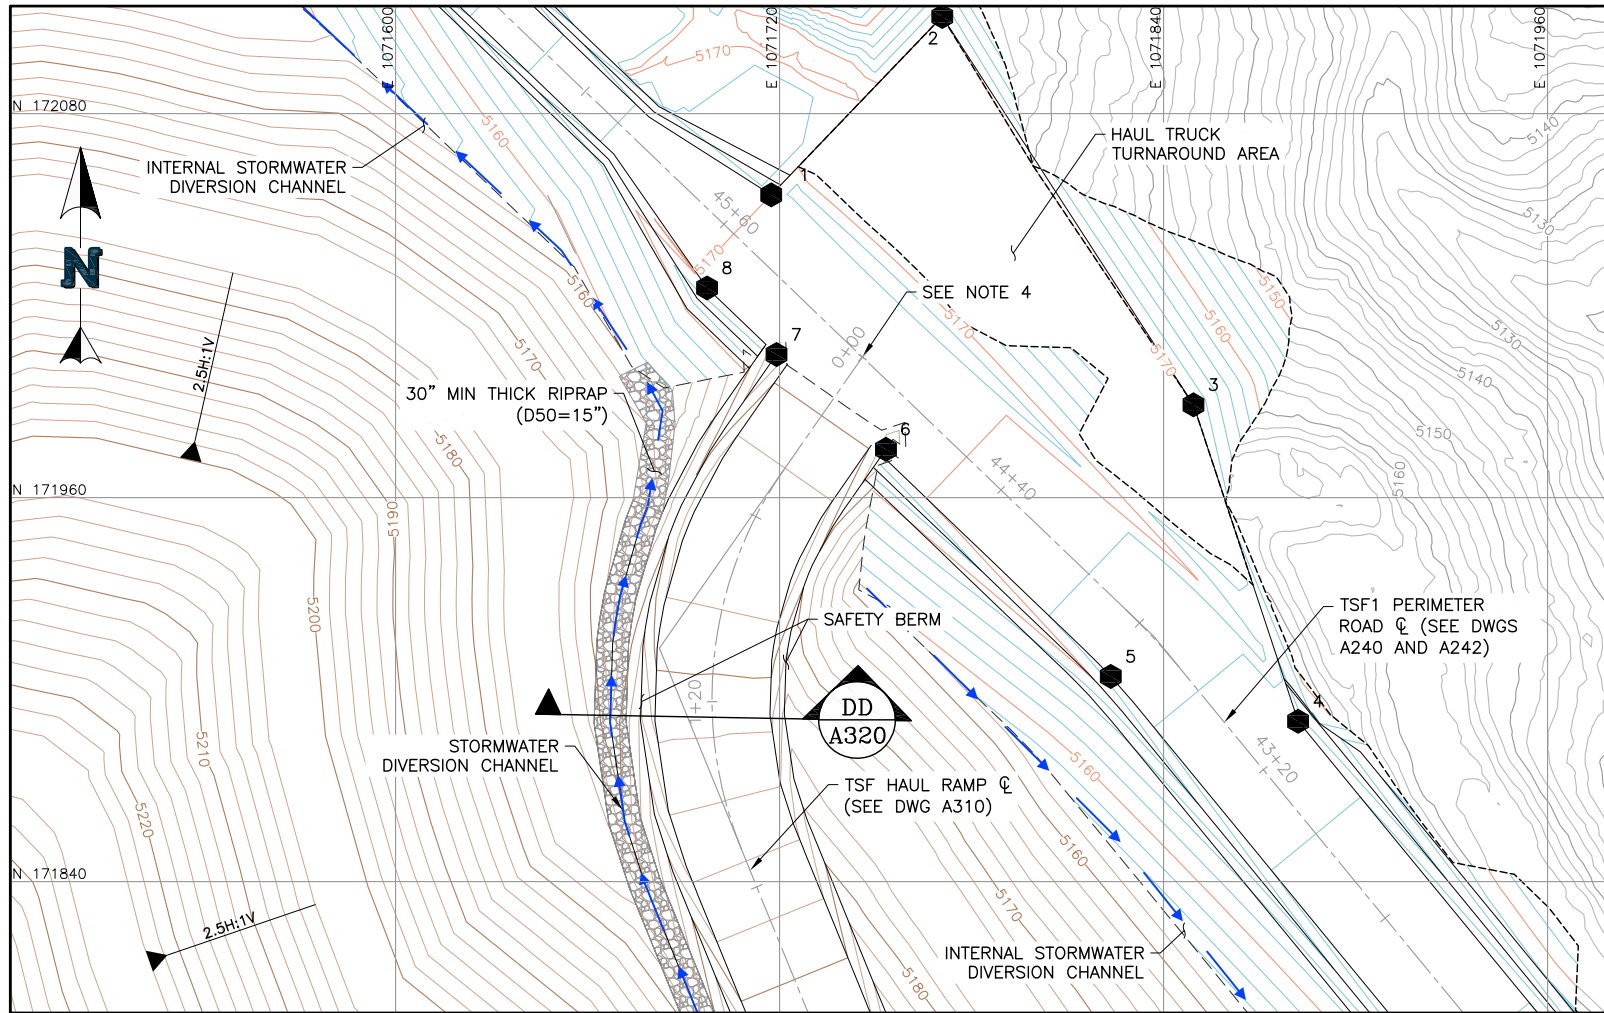 E 1071600
E 1071720
E 1071840
E 1071960
2
5170
N 172080
5160
5140
HAUL TRUCK
TURNAROUND AREA
INTERNAL STORMWATER
DIVERSION CHANNEL
1
45+60
5130
N
5170
8
5160
SEE NOTE 4
5150
5160
5170
5130
5170
7
0+00
5170
2.5H:1V
5140
3
30" MIN THICK RIPRAP
(D50=15")
6
5150
5180
44+40
5160
N 171960
5190
5200
SAFETY BERM
TSF1 PERIMETER
ROAD ℄ (SEE DWGS
A240 AND A242)
5
1+20
4
DD
A320
5210
STORMWATER
DIVERSION CHANNEL
43+20
5160
TSF HAUL RAMP ℄
(SEE DWG A310)
5220
5160
N 171840
5170
2.5H:1V
INTERNAL STORMWATER
DIVERSION CHANNEL
5180